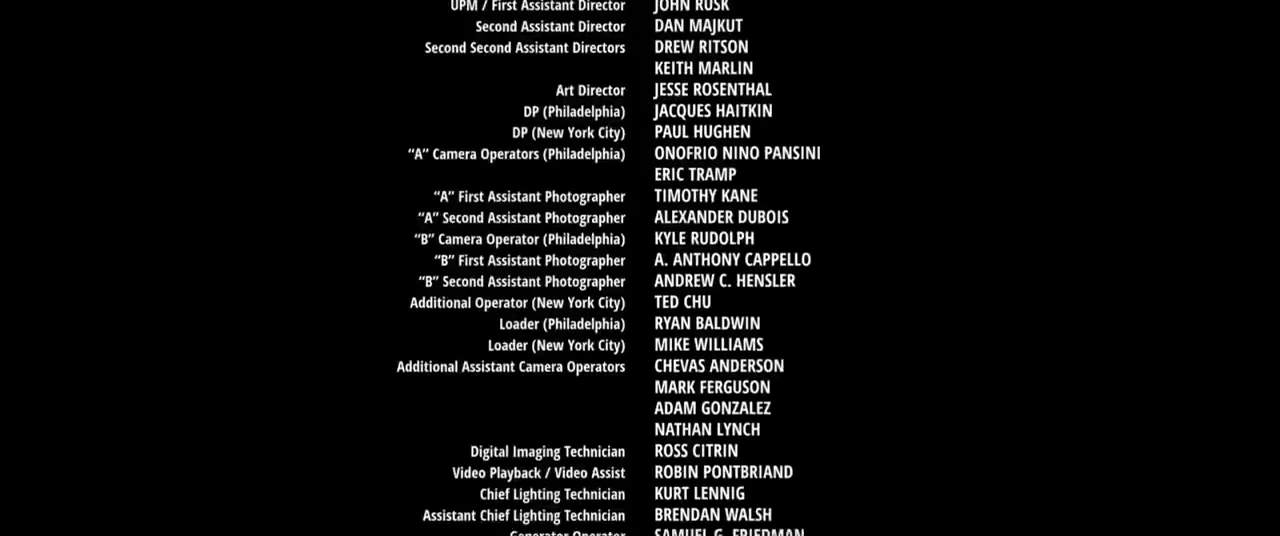 UPM / First Assistant Director JOHN RUSK
Second Assistant Director DAN MAJKUT
Second Second Assistant Directors DREW RITSON
KEITH MARLIN
Art Director JESSE ROSENTHAL
DP (Philadelphia) JACQUES HAITKIN
DP (New York City) PAUL HUGHEN
“A” Camera Operators (Philadelphia) ONOFRIO NINO PANSINI
ERIC TRAMP
“A” First Assistant Photographer TIMOTHY KANE
“A” Second Assistant Photographer ALEXANDER DUBOIS
“B” Camera Operator (Philadelphia) KYLE RUDOLPH
“B” First Assistant Photographer A. ANTHONY CAPPELLO
“B” Second Assistant Photographer ANDREW C. HENSLER
Additional Operator (New York City) TED CHU
Loader (Philadelphia) RYAN BALDWIN
Loader (New York City) MIKE WILLIAMS
Additional Assistant Camera Operators CHEVAS ANDERSON
MARK FERGUSON
ADAM GONZALEZ
NATHAN LYNCH
Digital Imaging Technician ROSS CITRIN
Video Playback / Video Assist ROBIN PONTBRIAND
Chief Lighting Technician KURT LENNIG
Assistant Chief Lighting Technician BRENDAN WALSH
Generator Operator SAMUEL G. FRIEDMAN